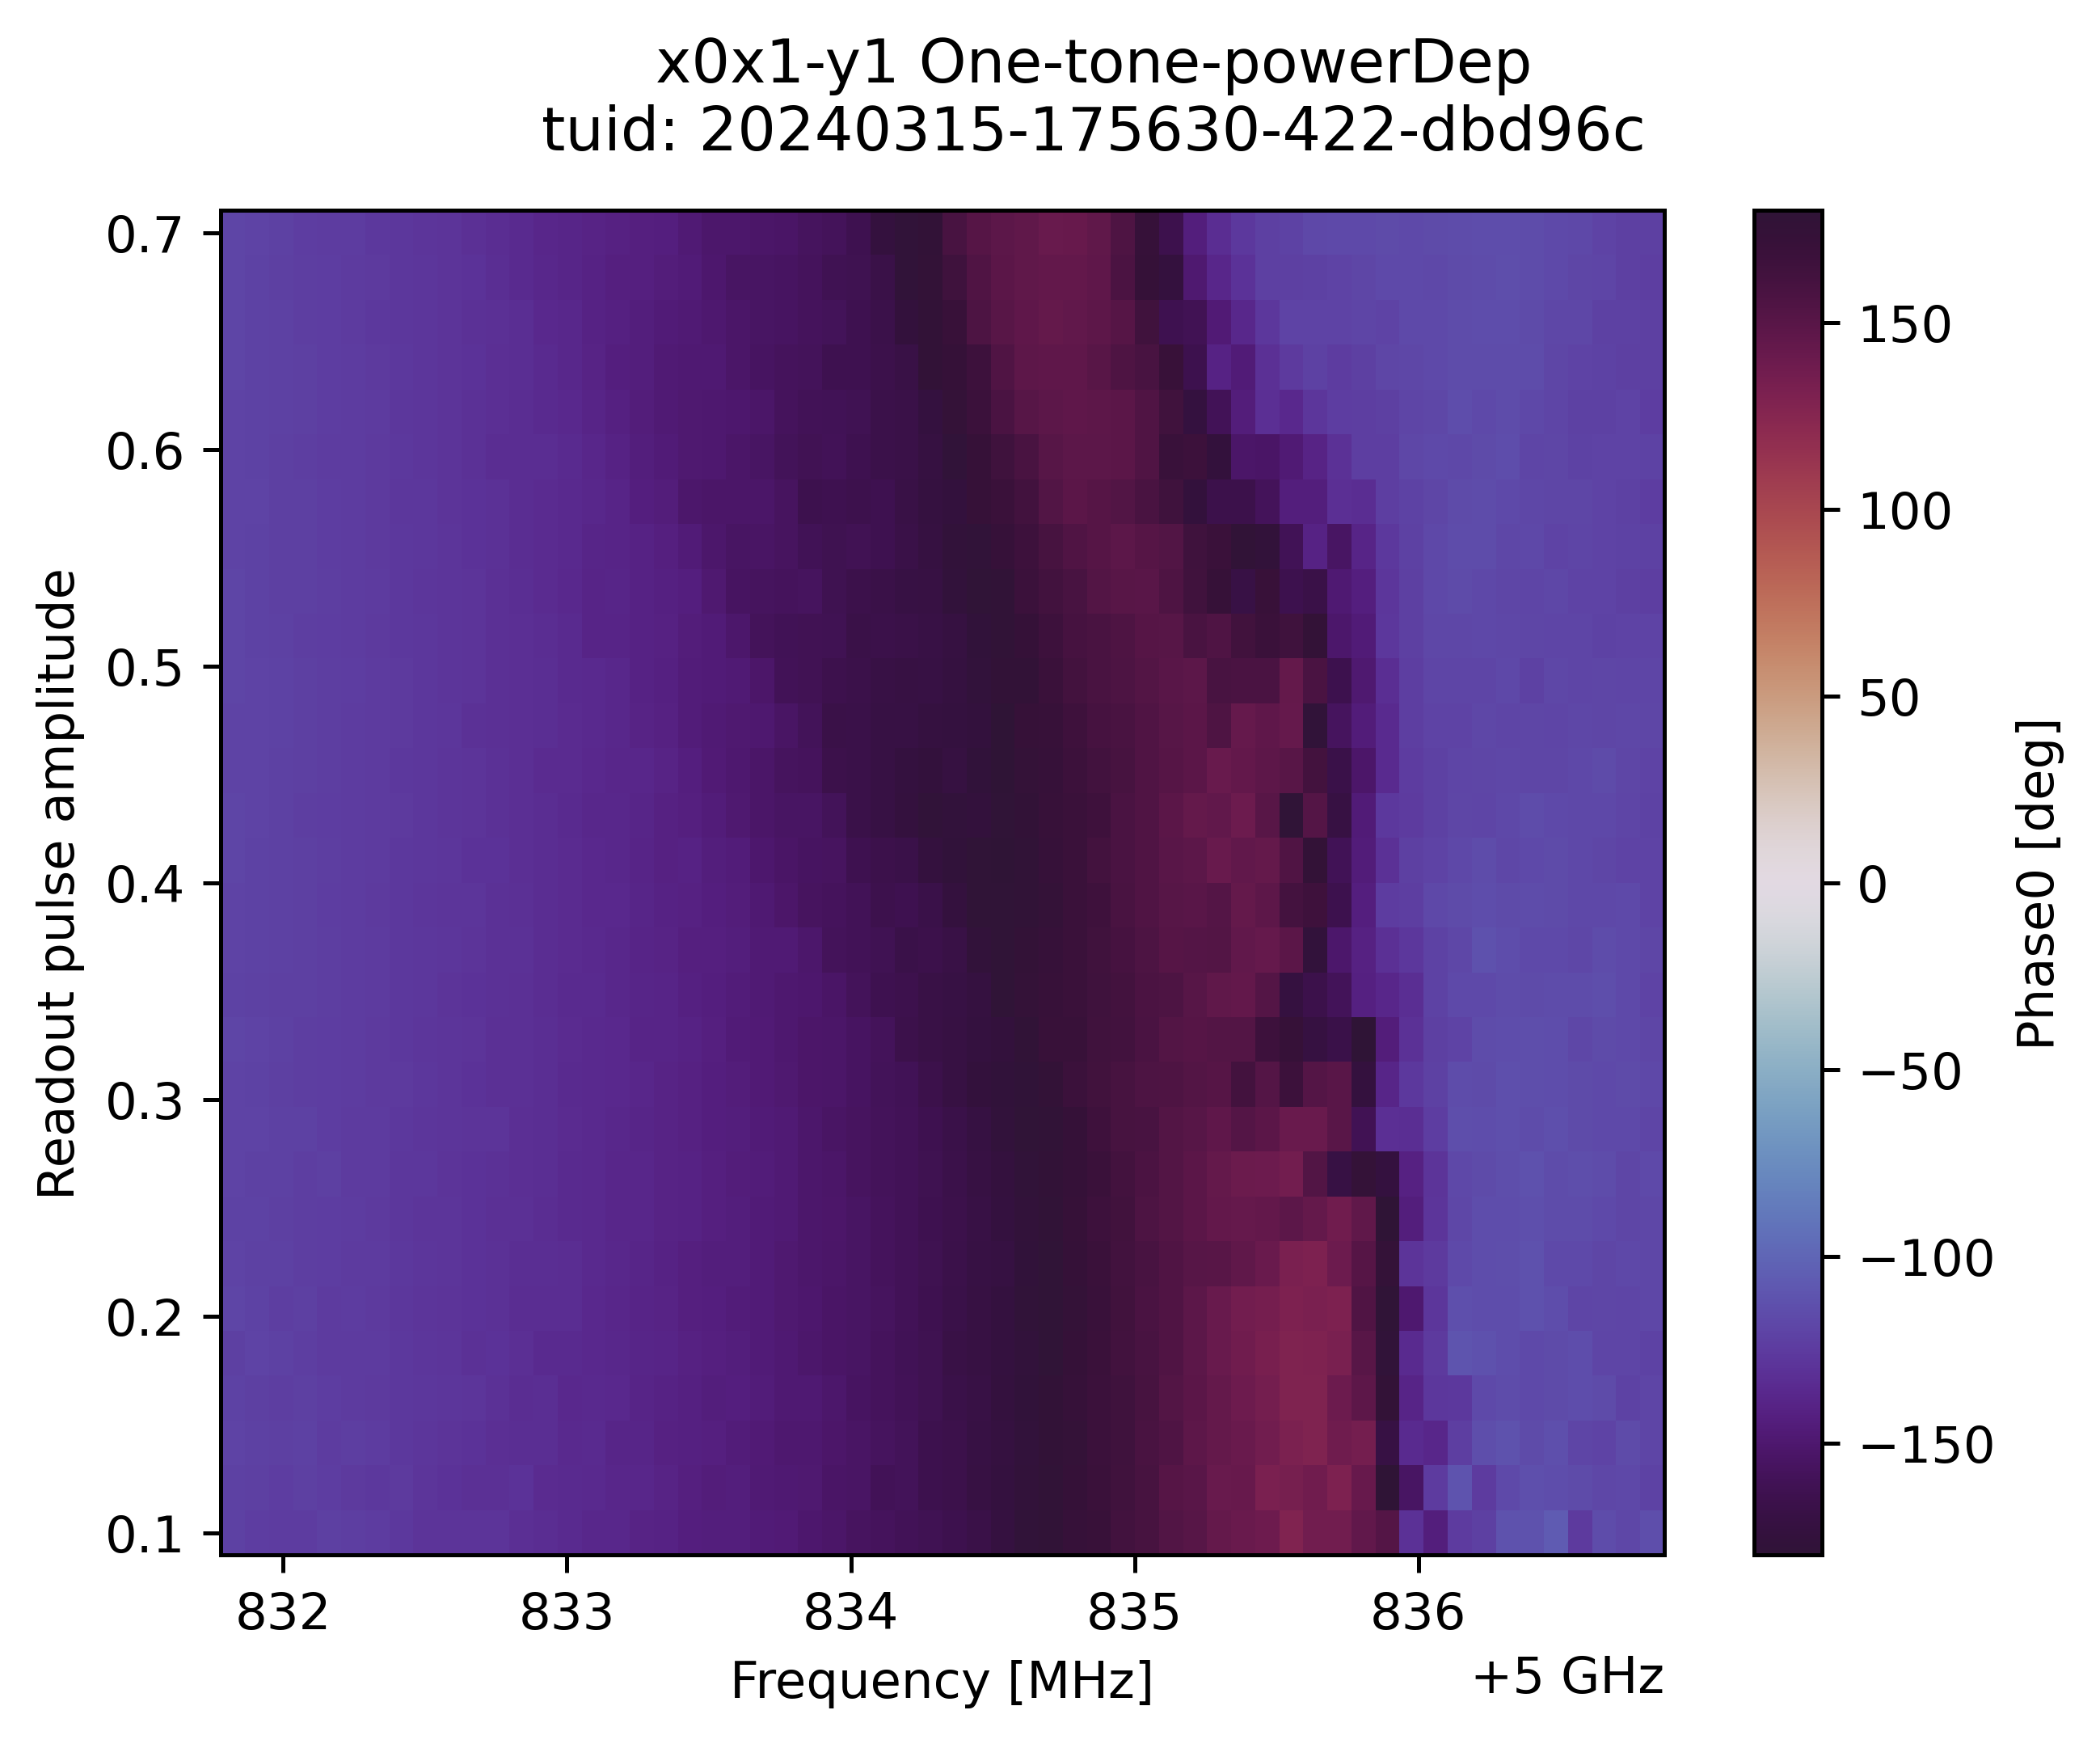 x0x1-y1 One-tone-powerDep
tuid: 20240315-175630-422-dbd96c
Readout pulse amplitude
0.7
0.6
0.5
0.4
0.3
0.2
0.1
832 833 834 835 836
Frequency [MHz]
+5 GHz
150
100
50
0
−50
−100
−150
Phase0 [deg]